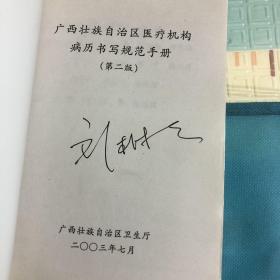 广西壮族自治区医疗机构
病历书写规范手册
(第二版)
广西壮族自治区卫生厅
二〇〇三年七月